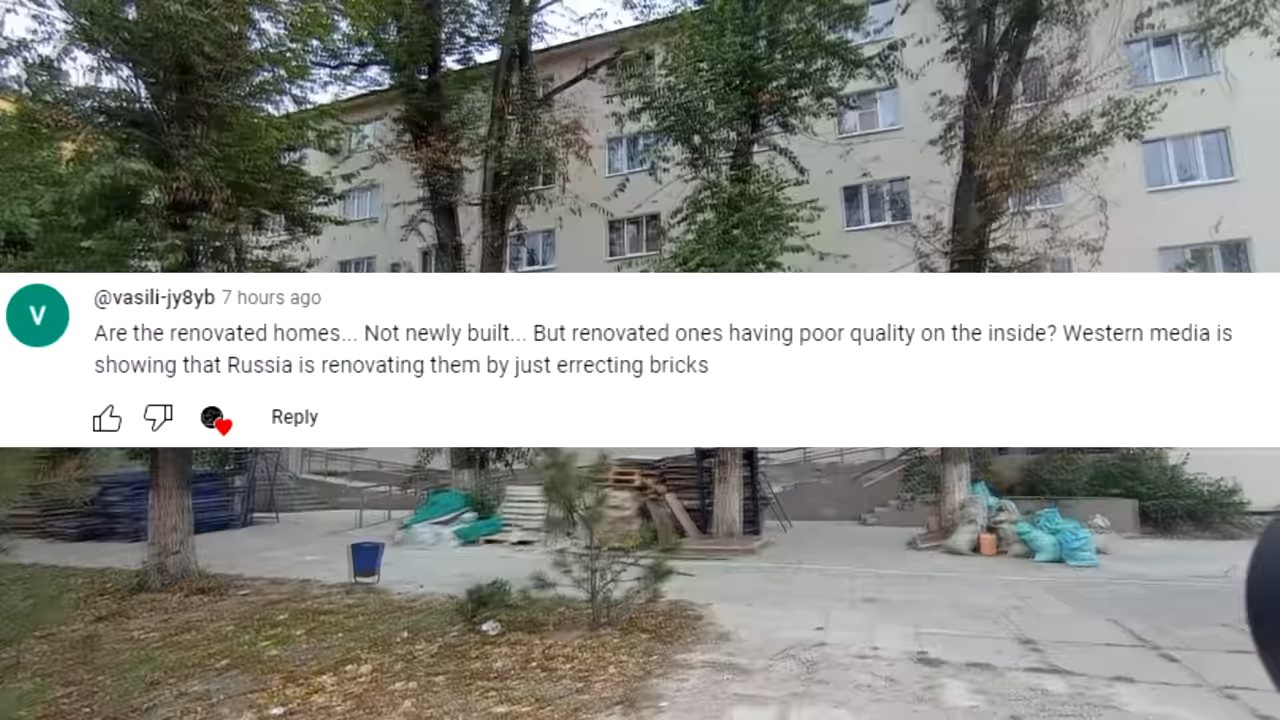 V
@vasili-jy8yb 7 hours ago
Are the renovated homes... Not newly built... But renovated ones having poor quality on the inside? Western media is
showing that Russia is renovating them by just errecting bricks
Reply